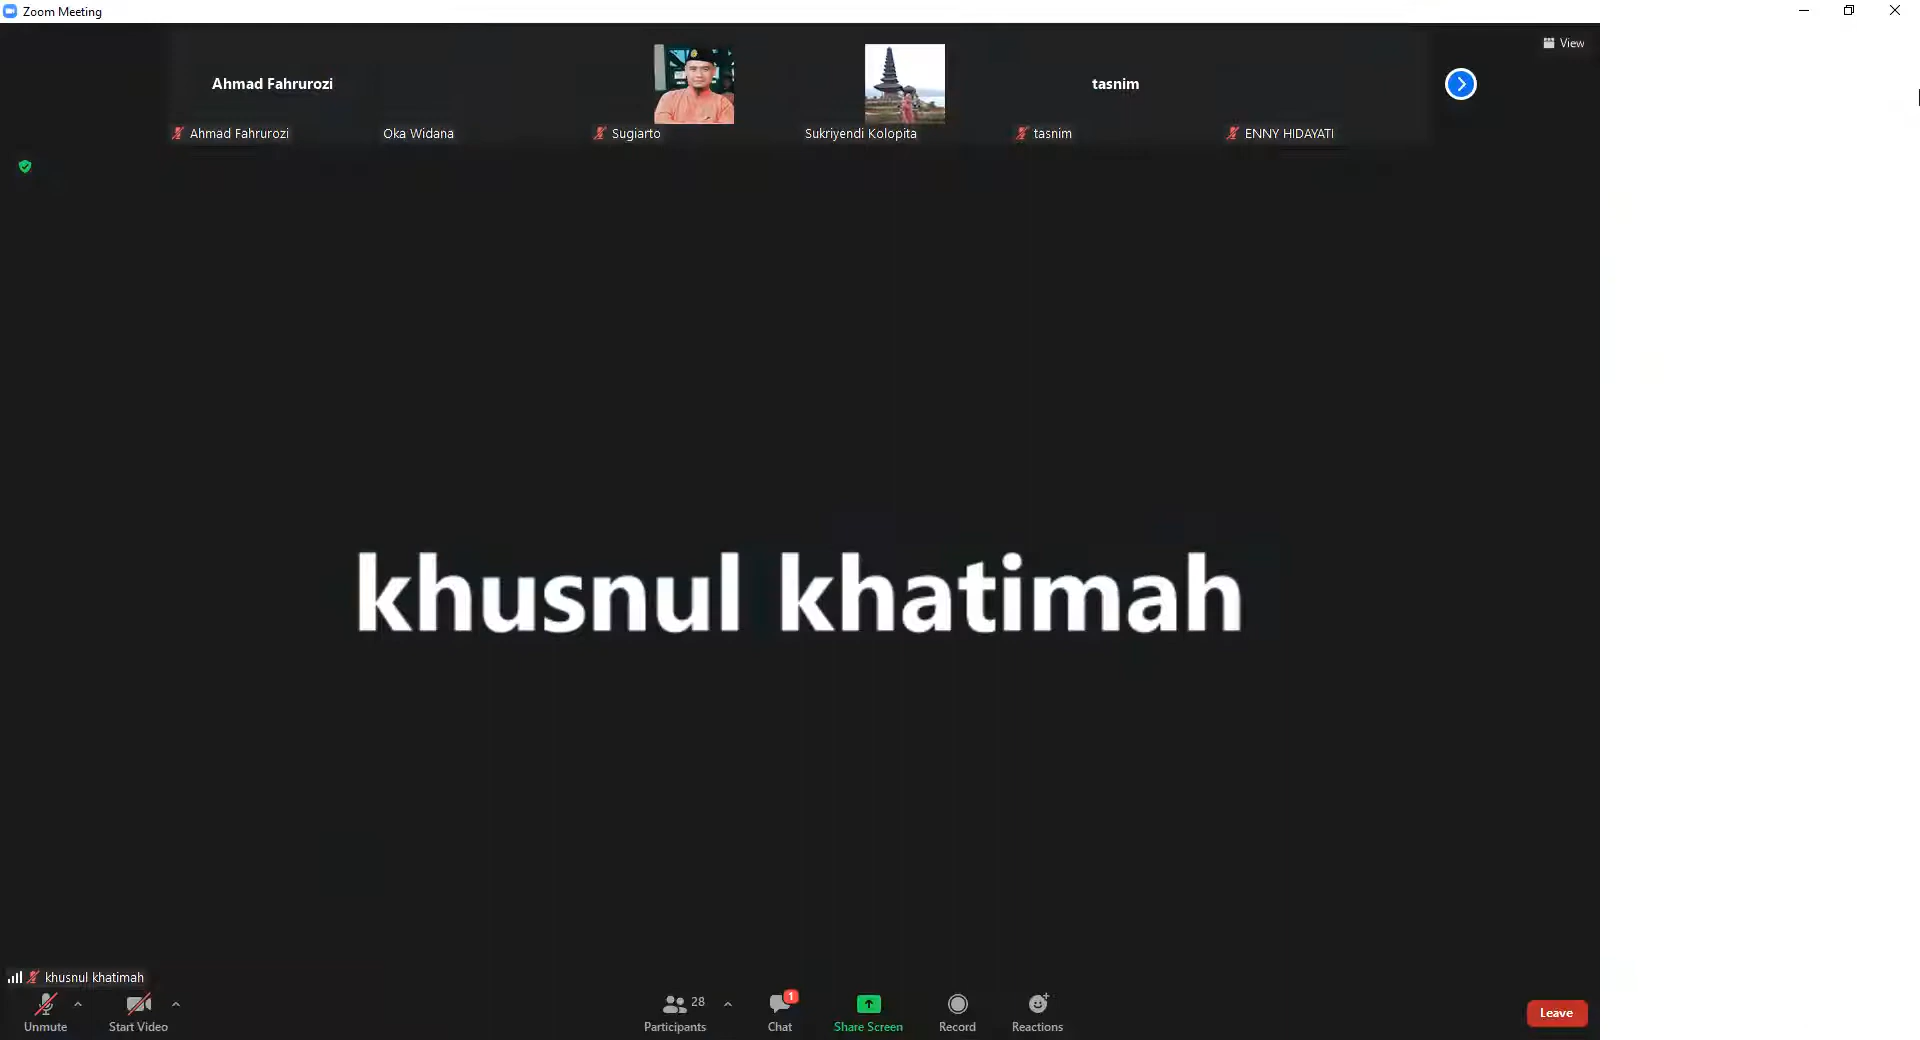 Zoom Meeting
View
Ahmad Fahrurozi
tasnim
Ahmad Fahrurozi
Oka Widana
Sugiarto
Sukriyendi Kolopita
tasnim
ENNY HIDAYATI
khusnul khatimah
khusnul khatimah
28
1
Unmute
Start Video
Participants
Chat
Share Screen
Record
Reactions
Leave